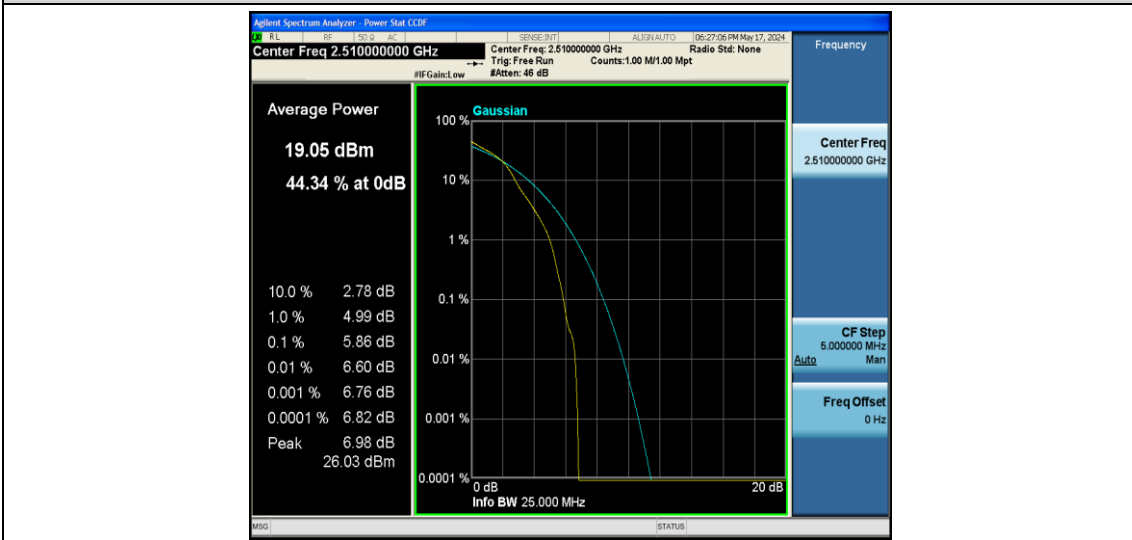 Agilent Spectrum Analyzer - Power Stat CCDF
LXI RL RF 50 Ω AC SENSE:INT ALIGNAUTO 06:27:06 PM May 17, 2024
Center Freq 2.510000000 GHz
Center Freq: 2.510000000 GHz Radio Std: None
Trig: Free Run Counts:1.00 M/1.00 Mpt
#IFGain:Low #Atten: 46 dB
Frequency
Average Power
19.05 dBm
44.34 % at 0dB
10.0 % 2.78 dB
1.0 % 4.99 dB
0.1 % 5.86 dB
0.01 % 6.60 dB
0.001 % 6.76 dB
0.0001 % 6.82 dB
Peak 6.98 dB
26.03 dBm
Gaussian
100 %
10 %
1 %
0.1 %
0.01 %
0.001 %
0.0001 %
0 dB 20 dB
Info BW 25.000 MHz
Center Freq
2.510000000 GHz
CF Step
5.000000 MHz
Auto Man
Freq Offset
0 Hz
MSG STATUS